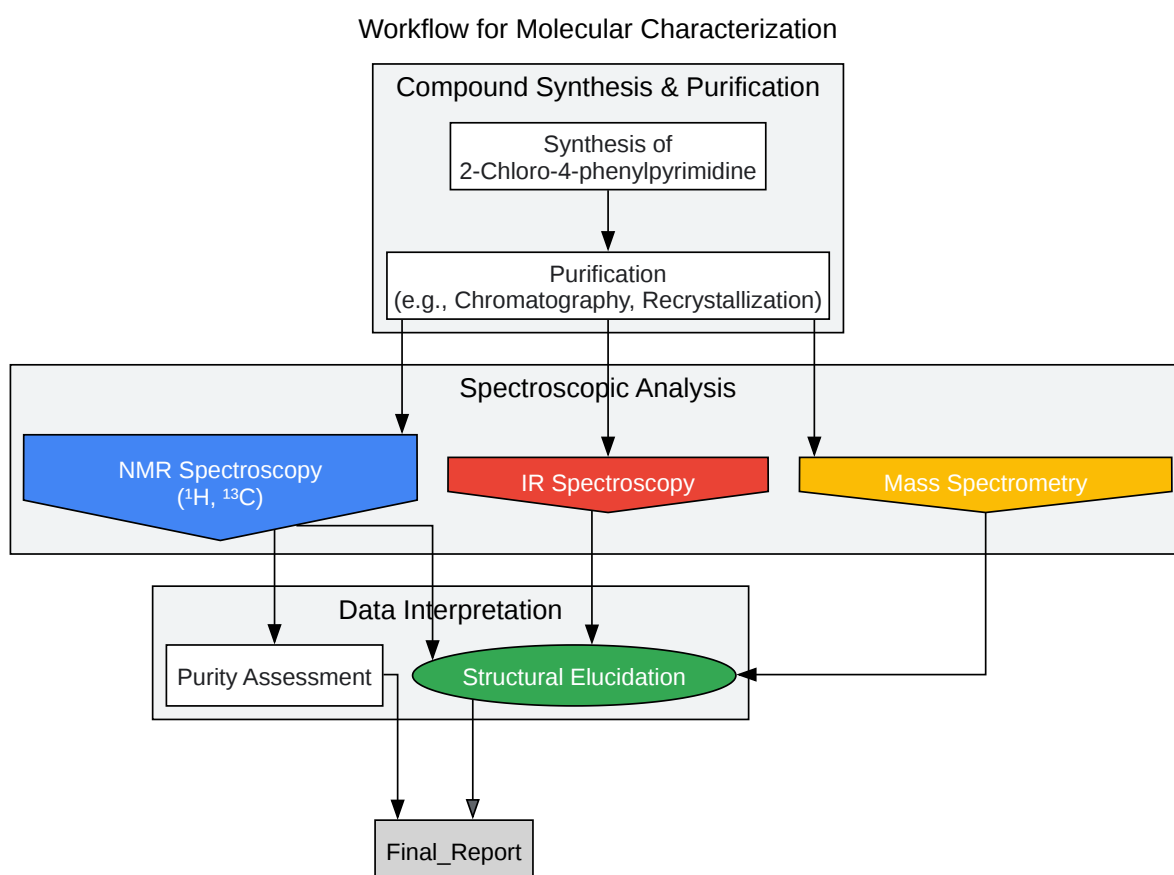 Workflow for Molecular Characterization
Compound Synthesis & Purification
Synthesis of
2-Chloro-4-phenylpyrimidine
Purification
(e.g., Chromatography, Recrystallization)
Spectroscopic Analysis
NMR Spectroscopy
(¹H, ¹³C)
IR Spectroscopy
Mass Spectrometry
Data Interpretation
Purity Assessment
Structural Elucidation
Final_Report